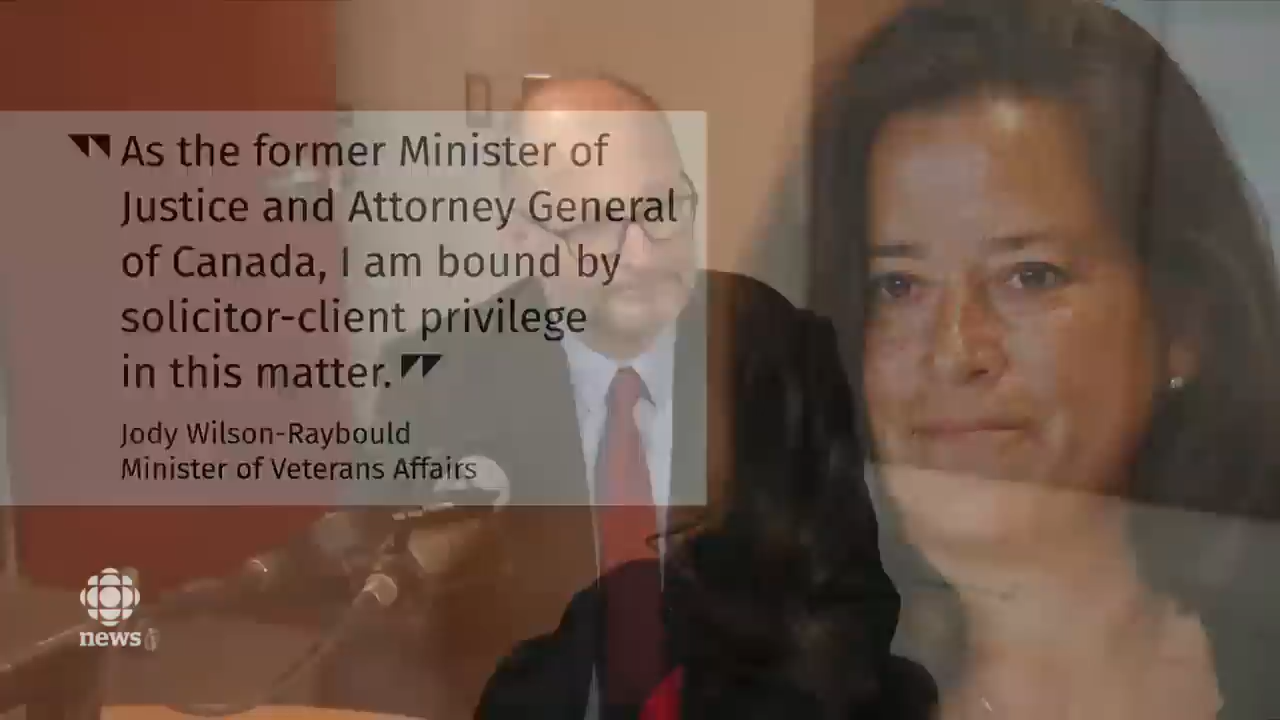 As the former Minister of
Justice and Attorney General
of Canada, I am bound by
solicitor-client privilege
in this matter.
Jody Wilson-Raybould
Minister of Veterans Affairs
news